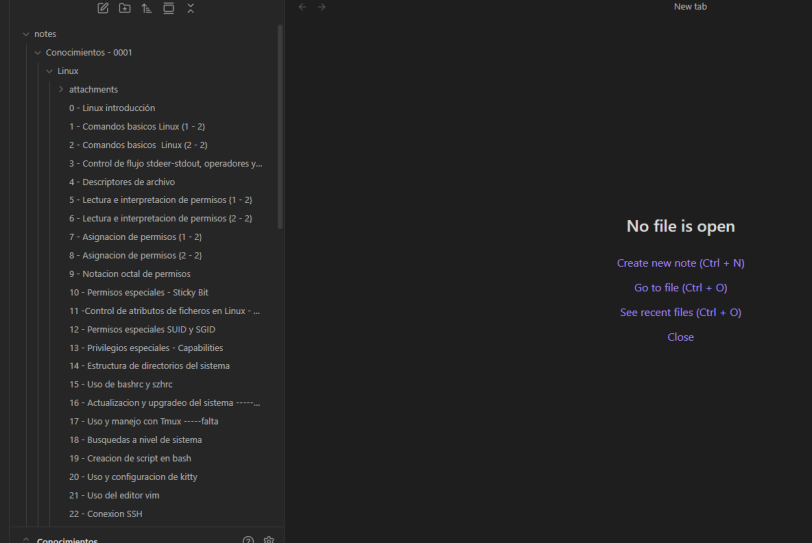 New tab
notes
Conocimientos - 0001
Linux
attachments
0 - Linux introducción
1 - Comandos basicos Linux (1 - 2)
2 - Comandos basicos  Linux (2 - 2)
3 - Control de flujo stdeer-stdout, operadores y...
4 - Descriptores de archivo
5 - Lectura e interpretacion de permisos (1 - 2)
6 - Lectura e interpretacion de permisos (2 - 2)
7 - Asignacion de permisos (1 - 2)
8 - Asignacion de permisos (2 - 2)
9 - Notacion octal de permisos
10 - Permisos especiales - Sticky Bit
11 -Control de atributos de ficheros en Linux - ...
12 - Permisos especiales SUID y SGID
13 - Privilegios especiales - Capabilities
14 - Estructura de directorios del sistema
15 - Uso de bashrc y szhrc
16 - Actualizacion y upgradeo del sistema -----...
17 - Uso y manejo con Tmux -----falta
18 - Busquedas a nivel de sistema
19 - Creacion de script en bash
20 - Uso y configuracion de kitty
21 - Uso del editor vim
22 - Conexion SSH
Conocimientos
No file is open
Create new note (Ctrl + N)
Go to file (Ctrl + O)
See recent files (Ctrl + O)
Close